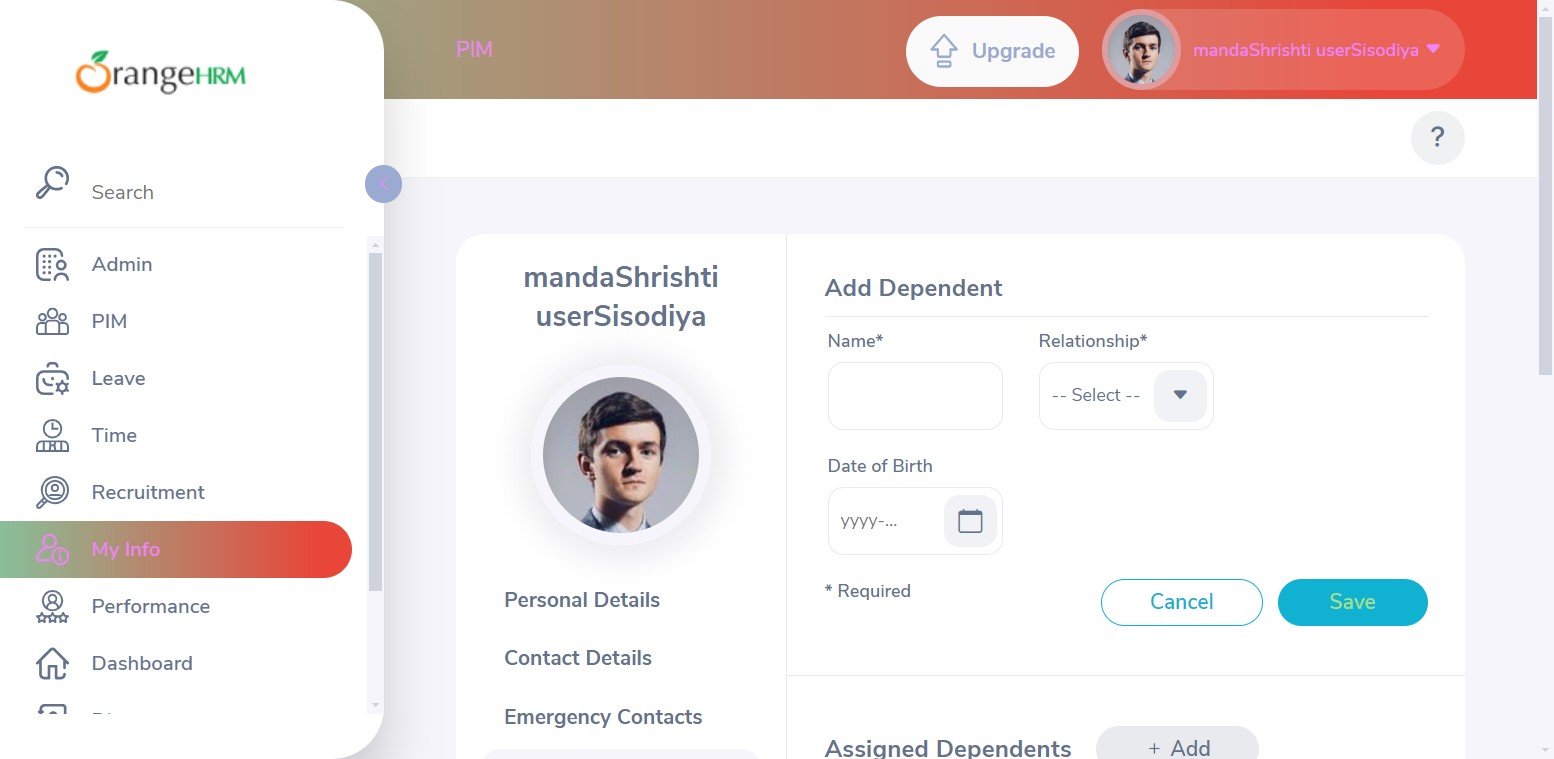 OrangeHRM
Search
Admin
PIM
Leave
Time
Recruitment
My Info
Performance
Dashboard
PIM
Upgrade
mandaShrishti userSisodiya
?
mandaShrishti
userSisodiya
Personal Details
Contact Details
Emergency Contacts
Add Dependent
Name*
Relationship*
-- Select --
Date of Birth
yyyy-...
* Required
Cancel
Save
Assigned Dependents
+ Add